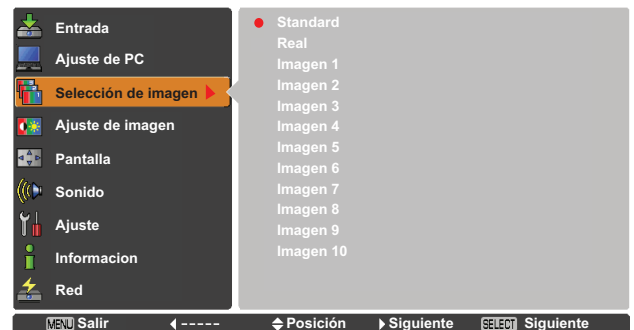 Entrada
Ajuste de PC
Selección de imagen
Ajuste de imagen
Pantalla
Sonido
Ajuste
Informacion
Red
Standard
Real
Imagen 1
Imagen 2
Imagen 3
Imagen 4
Imagen 5
Imagen 6
Imagen 7
Imagen 8
Imagen 9
Imagen 10
MENU Salir ----- Posición Siguiente SELECT Siguiente